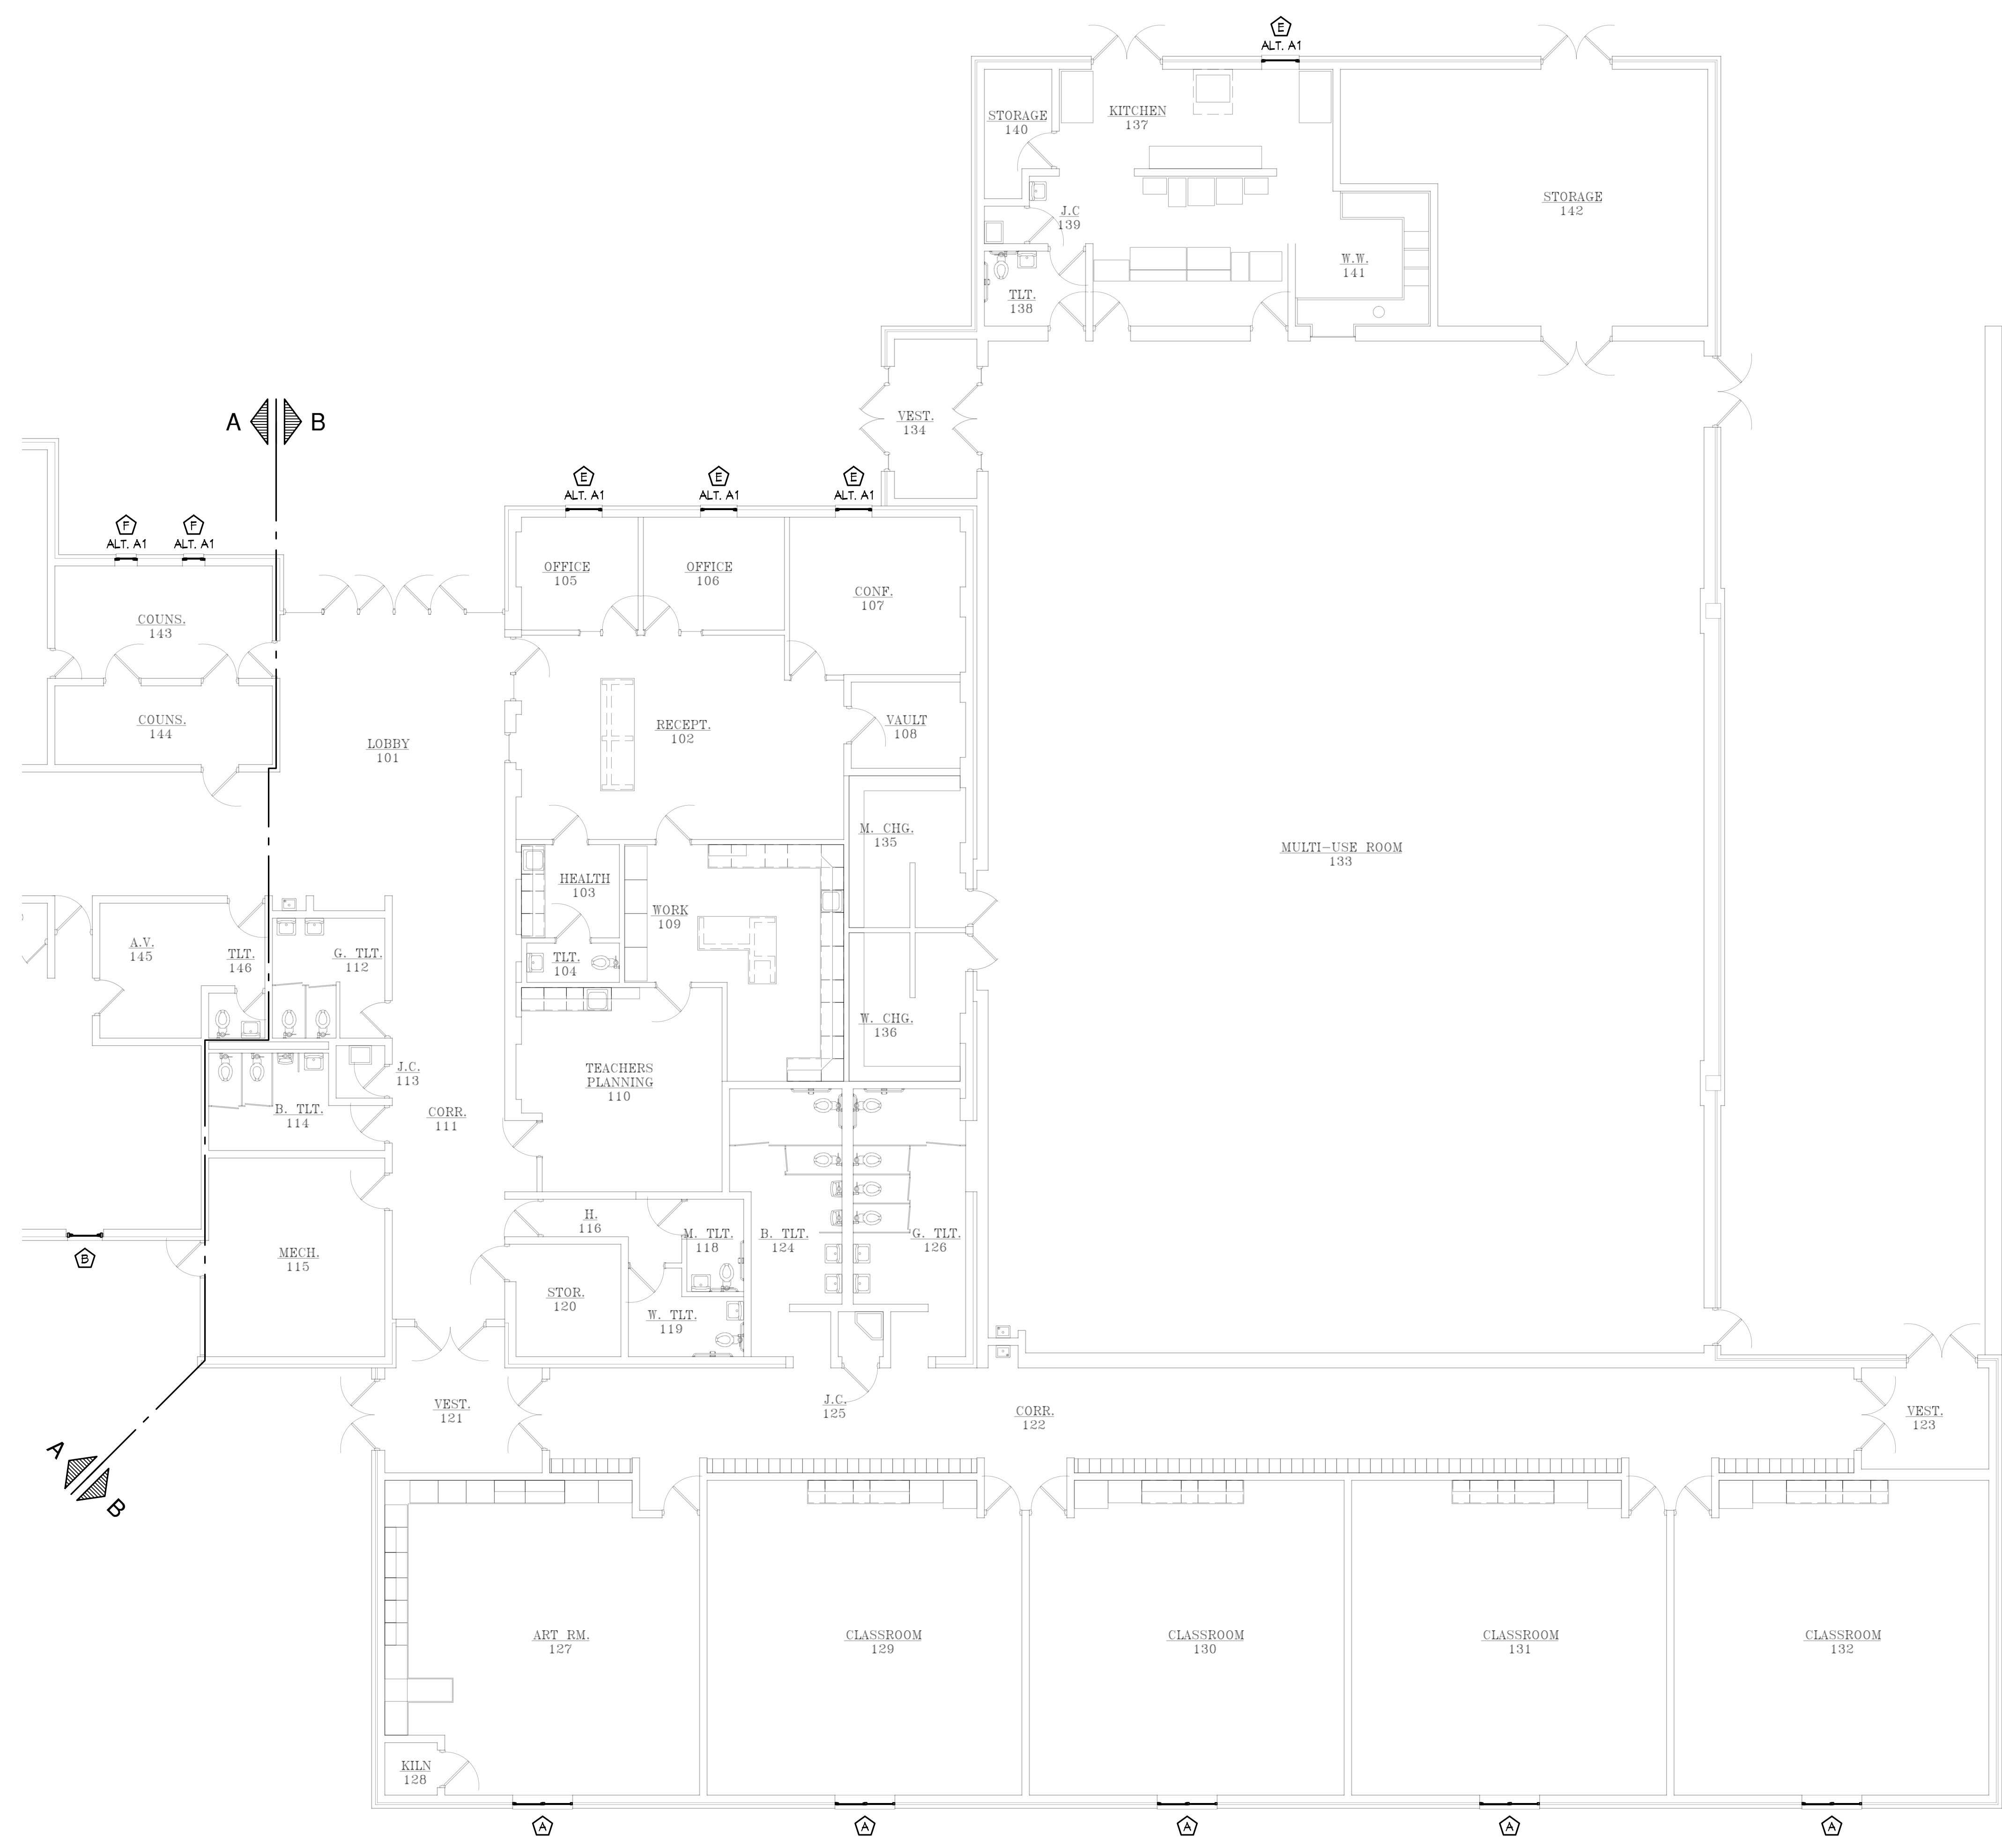 E
ALT. A1
STORAGE
140
KITCHEN
137
J.C
139
STORAGE
142
W.W.
141
TLT.
138
A
B
VEST.
134
E
ALT. A1
E
ALT. A1
E
ALT. A1
F
ALT. A1
F
ALT. A1
OFFICE
105
OFFICE
106
CONF.
107
COUNS.
143
COUNS.
144
LOBBY
101
RECEPT.
102
VAULT
108
M. CHG.
135
MULTI-USE ROOM
133
HEALTH
103
WORK
109
A.V.
145
TLT.
146
G. TLT.
112
TLT.
104
W. CHG.
136
J.C.
113
TEACHERS
PLANNING
110
B. TLT.
114
CORR.
111
H.
116
M. TLT.
118
B. TLT.
124
G. TLT.
126
B
MECH.
115
STOR.
120
W. TLT.
119
VEST.
121
J.C.
125
CORR.
122
VEST.
123
A
B
ART RM.
127
CLASSROOM
129
CLASSROOM
130
CLASSROOM
131
CLASSROOM
132
KILN
128
A
A
A
A
A